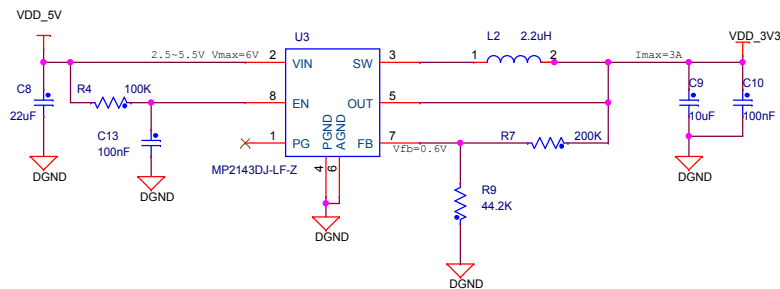 VDD_5V
U3
L2
2.2uH
VDD_3V3
2.5~5.5V Vmax=6V
2
VIN
SW
3
1
2
Imax=3A
C8
22uF
R4
100K
8
EN
OUT
5
C9
10uF
C10
100nF
C13
100nF
1
PG
PGND
AGND
FB
7
Vfb=0.6V
R7
200K
MP2143DJ-LF-Z
4
6
DGND
DGND
DGND
DGND
R9
44.2K
DGND